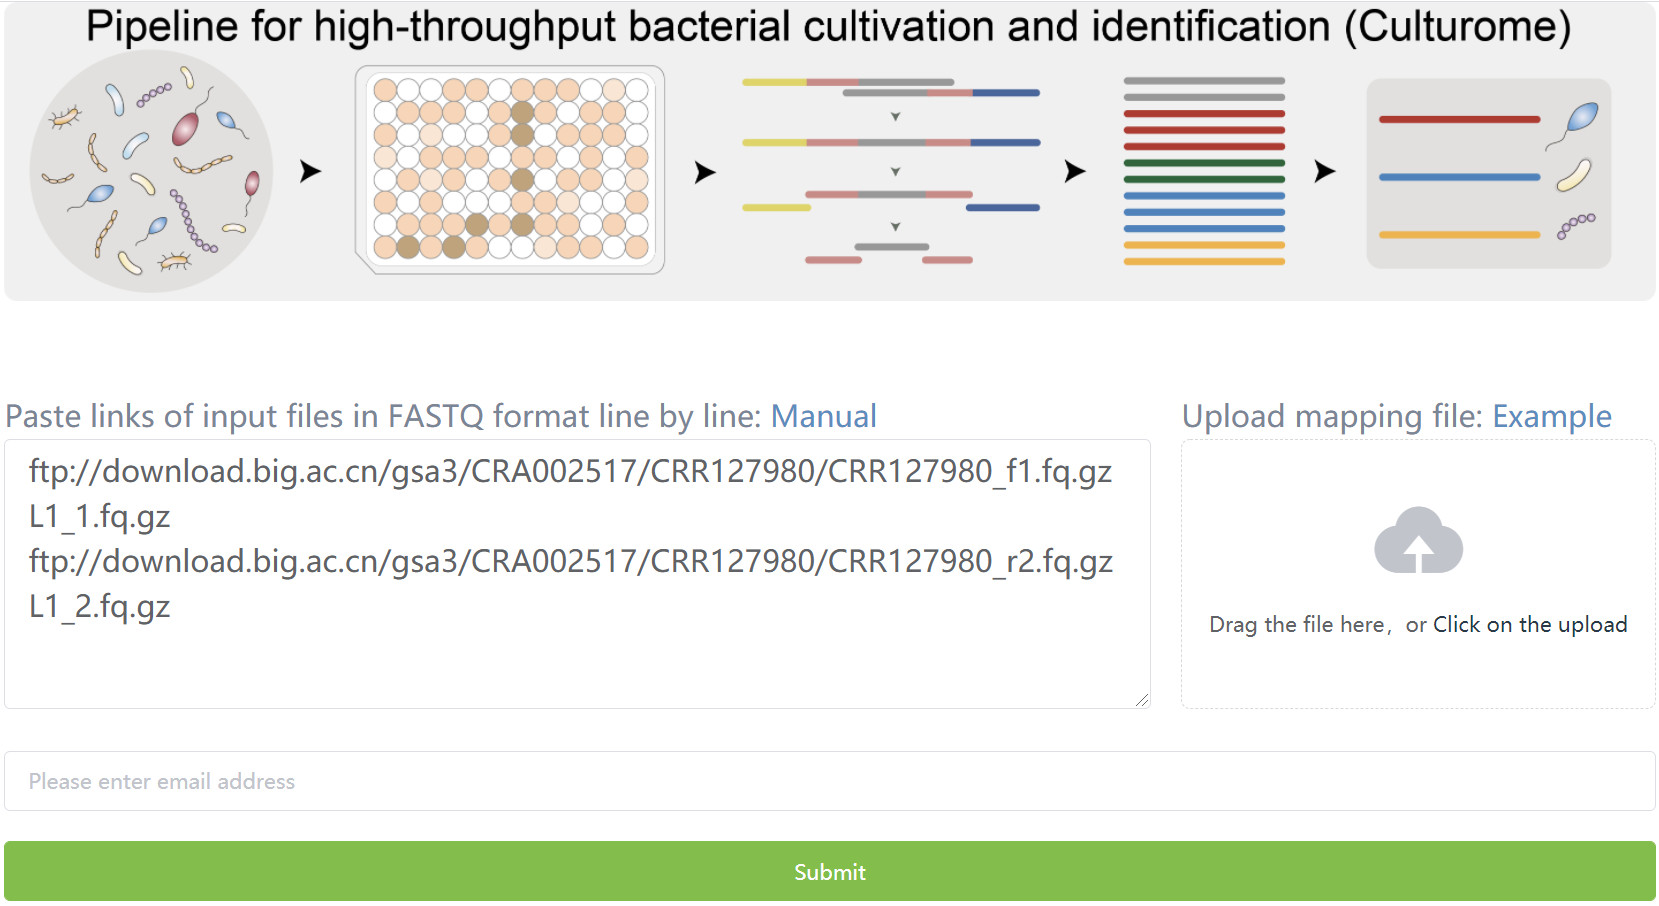 Pipeline for high-throughput bacterial cultivation and identification (Culturome)
Paste links of input files in FASTQ format line by line: Manual
ftp://download.big.ac.cn/gsa3/CRA002517/CRR127980/CRR127980_f1.fq.gz
L1_1.fq.gz
ftp://download.big.ac.cn/gsa3/CRA002517/CRR127980/CRR127980_r2.fq.gz
L1_2.fq.gz
Upload mapping file: Example
Drag the file here，or Click on the upload
Please enter email address
Submit